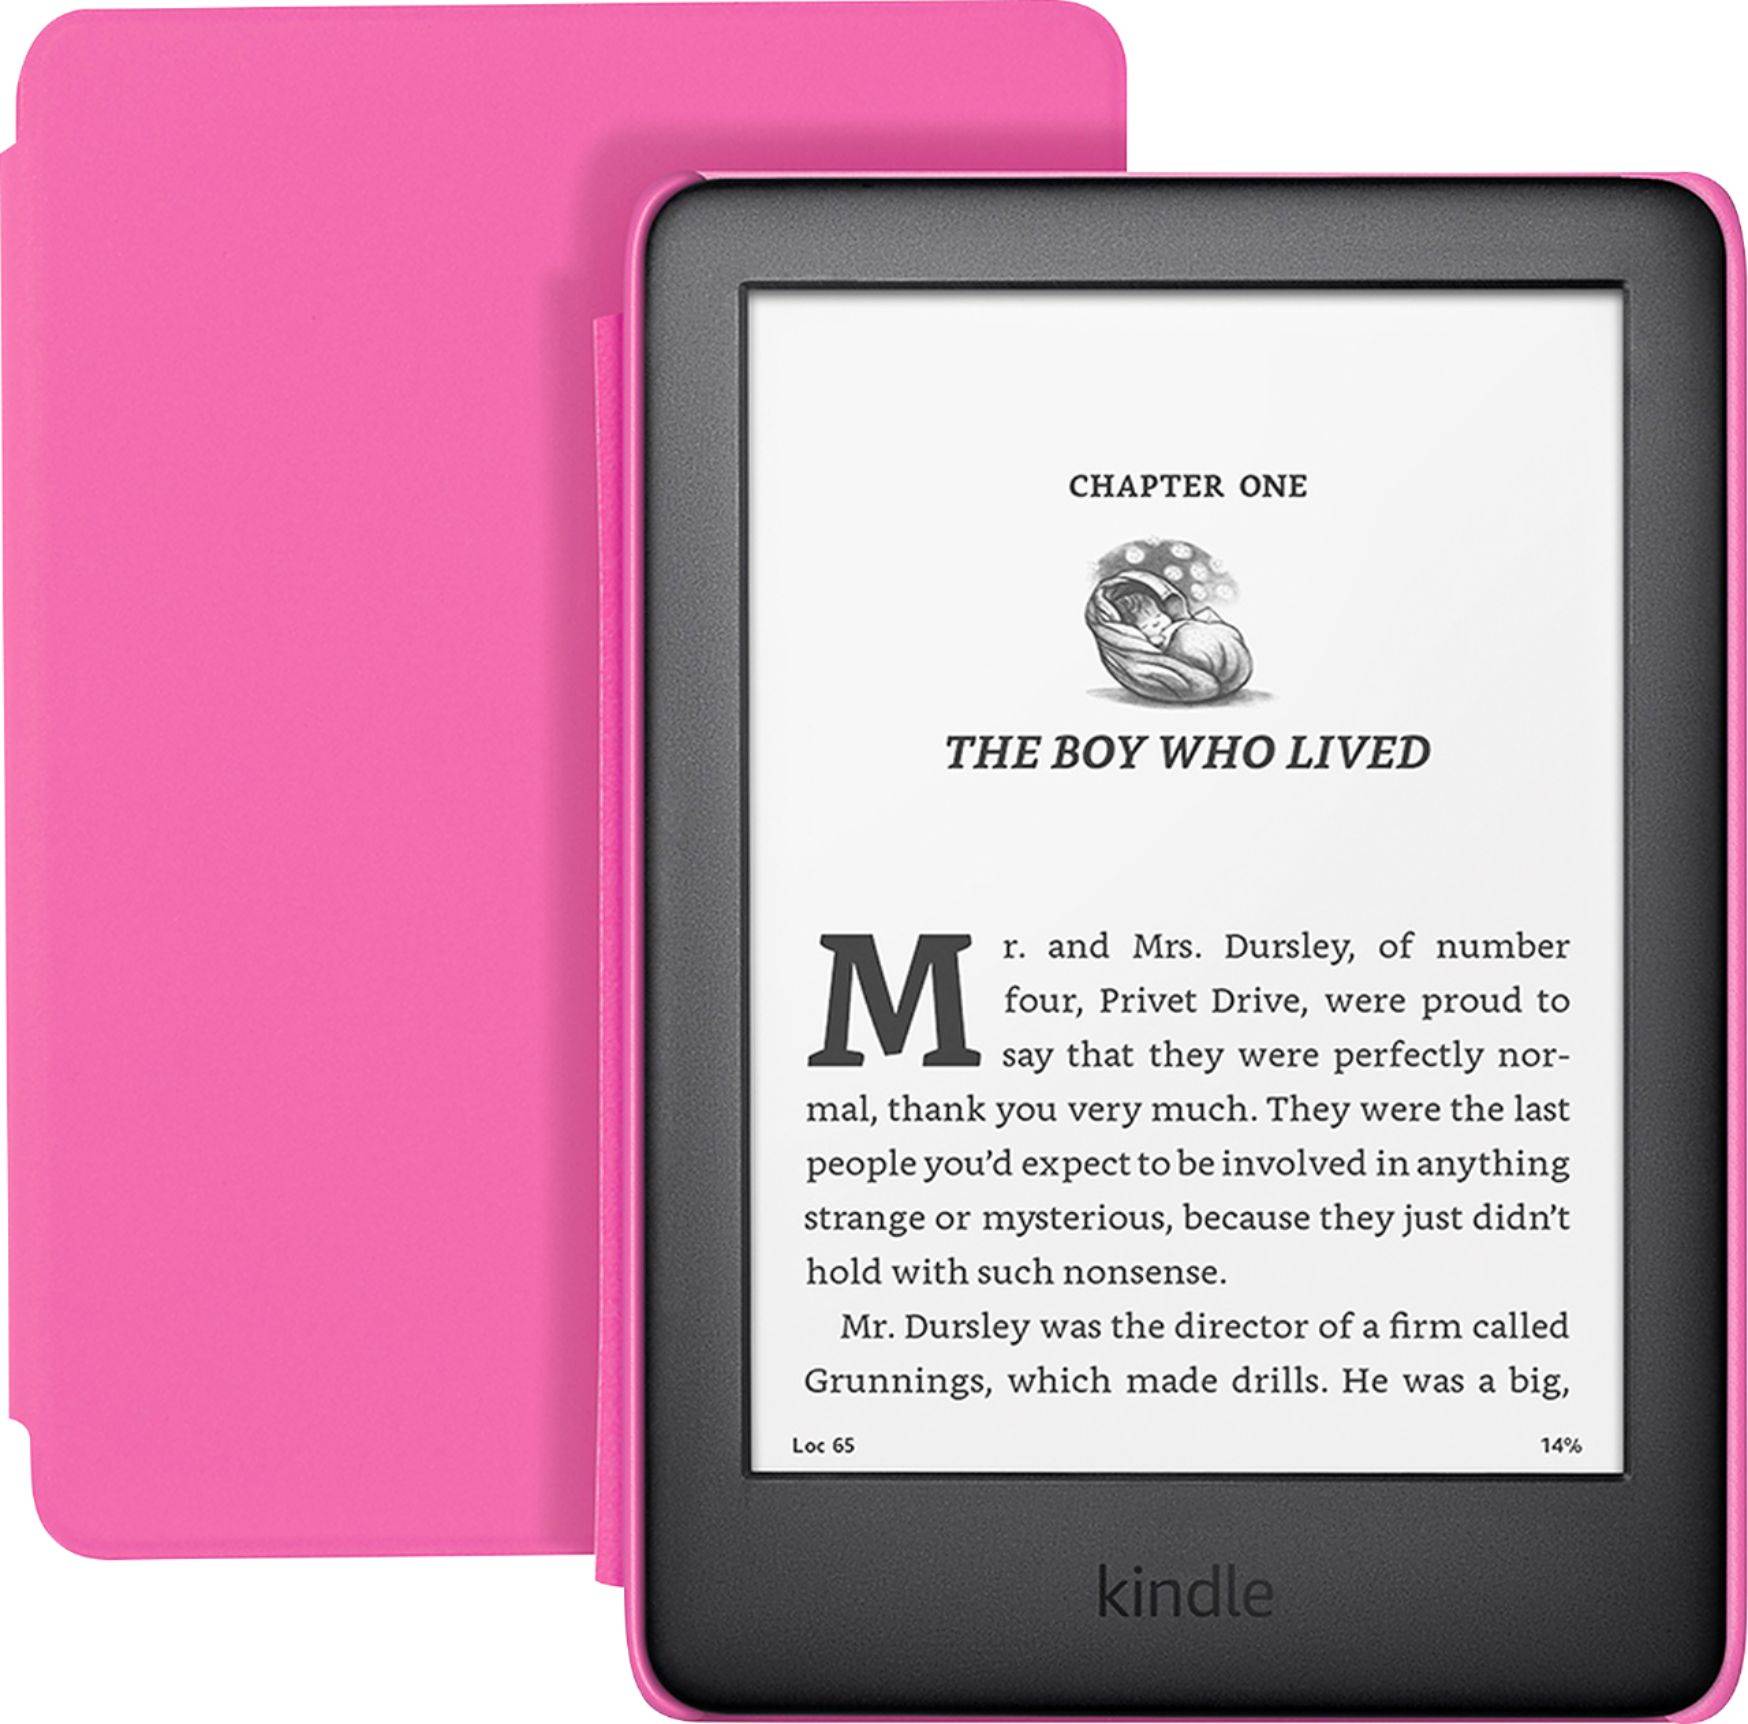 CHAPTER ONE
THE BOY WHO LIVED
Mr. and Mrs. Dursley, of number
four, Privet Drive, were proud to
say that they were perfectly nor-
mal, thank you very much. They were the last
people you’d expect to be involved in anything
strange or mysterious, because they just didn’t
hold with such nonsense.
Mr. Dursley was the director of a firm called
Grunnings, which made drills. He was a big,
Loc 65 14%
kindle